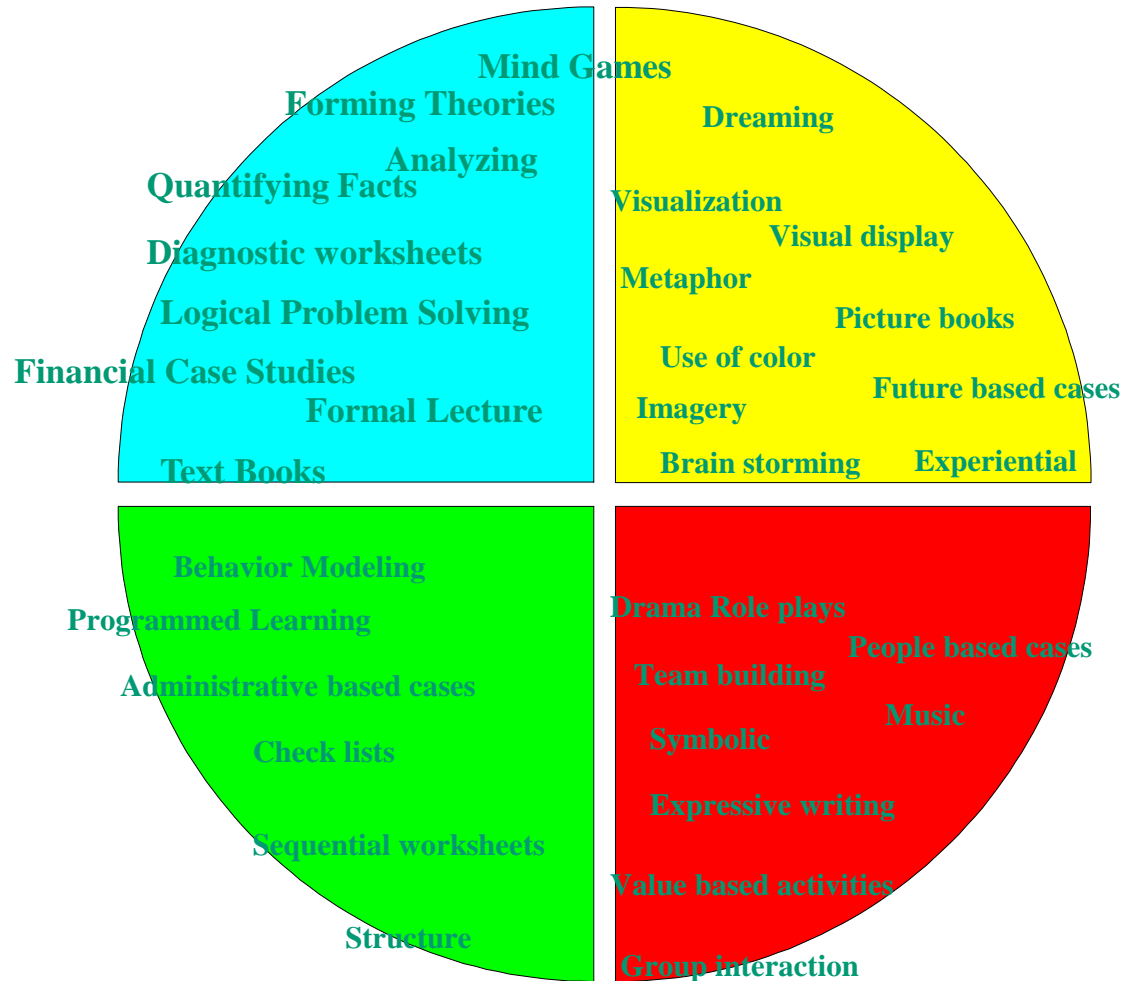 Mind Games
Forming Theories
Analyzing
Quantifying Facts
Diagnostic worksheets
Logical Problem Solving
Financial Case Studies
Formal Lecture
Text Books
Dreaming
Visualization
Visual display
Metaphor
Picture books
Use of color
Future based cases
Imagery
Brain storming
Experiential
Behavior Modeling
Programmed Learning
Administrative based cases
Check lists
Sequential worksheets
Structure
Drama Role plays
People based cases
Team building
Music
Symbolic
Expressive writing
Value based activities
Group interaction